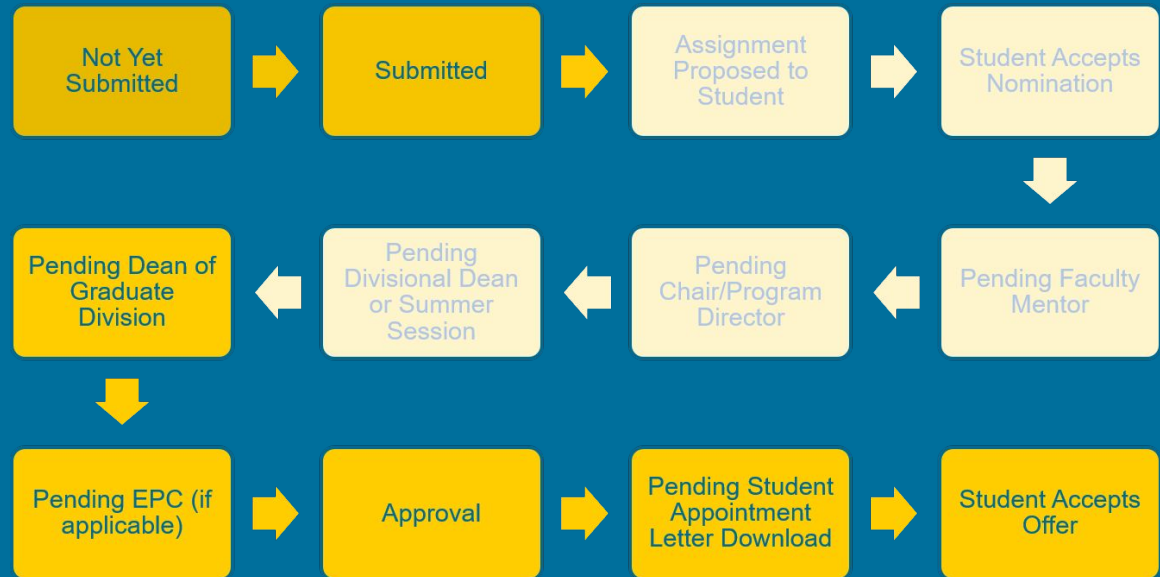 Not Yet
Submitted
Submitted
Assignment
Proposed to
Student
Student Accepts
Nomination
Pending Faculty
Mentor
Pending
Chair/Program
Director
Pending
Divisional Dean
or Summer
Session
Pending Dean of
Graduate
Division
Pending EPC (if
applicable)
Approval
Pending Student
Appointment
Letter Download
Student Accepts
Offer